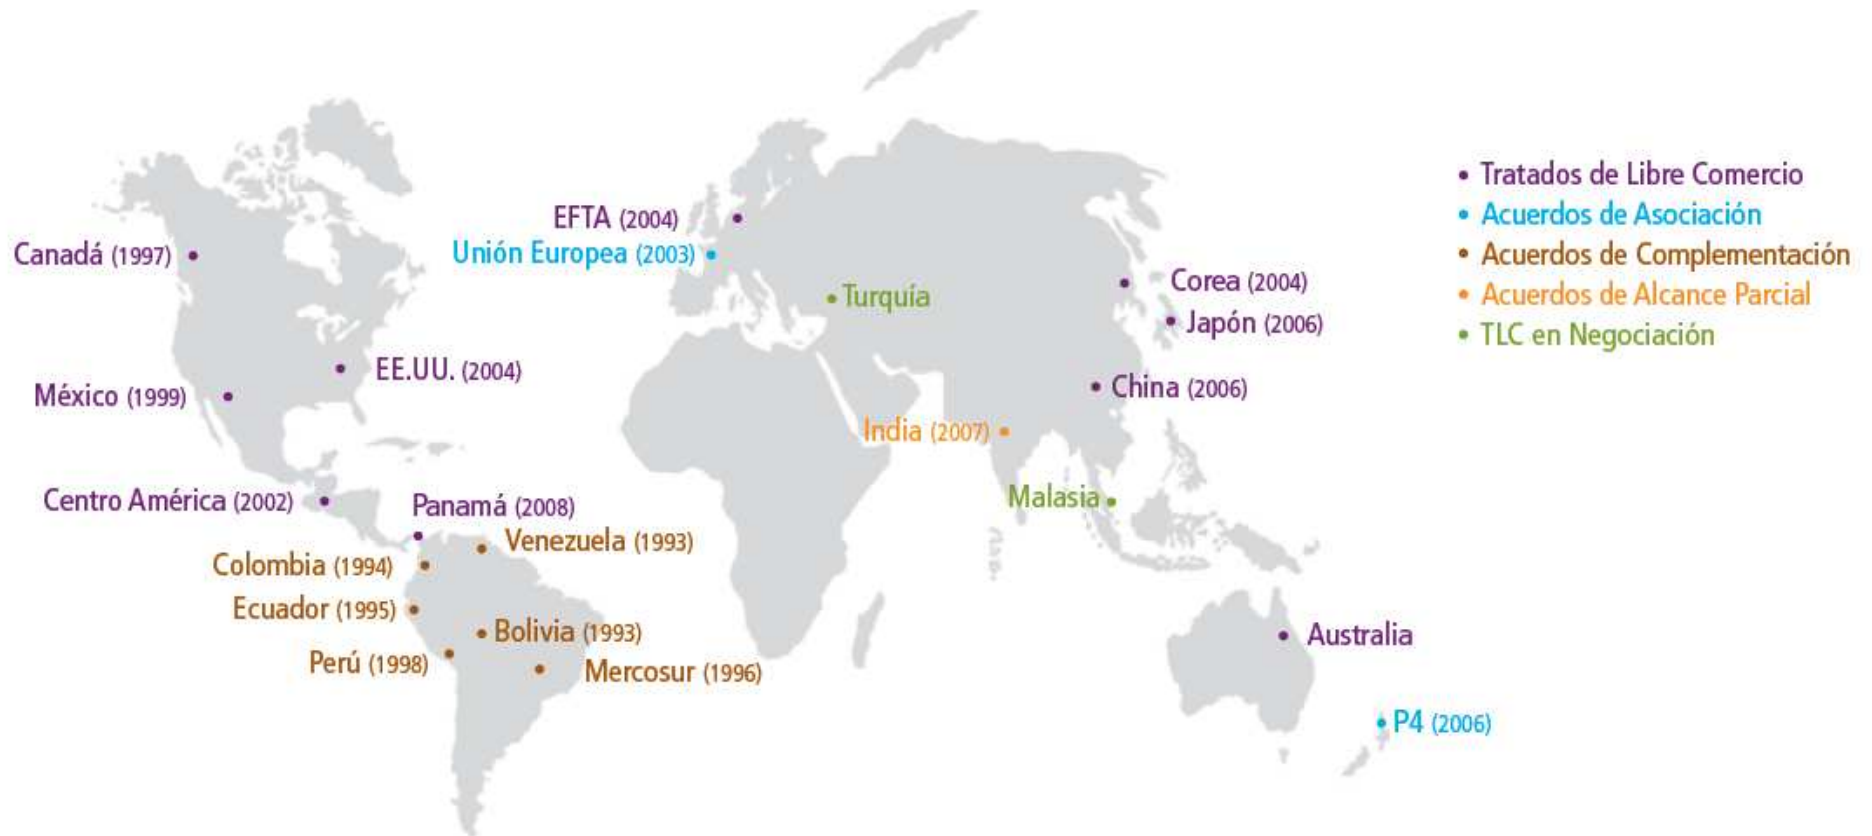 EFTA (2004)
Unión Europea (2003)
Canadá (1997)
Turquía
Corea (2004)
Japón (2006)
EE.UU. (2004)
México (1999)
China (2006)
India (2007)
Malasia
Centro América (2002)
Panamá (2008)
Venezuela (1993)
Colombia (1994)
Ecuador (1995)
Bolivia (1993)
Perú (1998)
Mercosur (1996)
Australia
P4 (2006)
• Tratados de Libre Comercio
• Acuerdos de Asociación
• Acuerdos de Complementación
• Acuerdos de Alcance Parcial
• TLC en Negociación